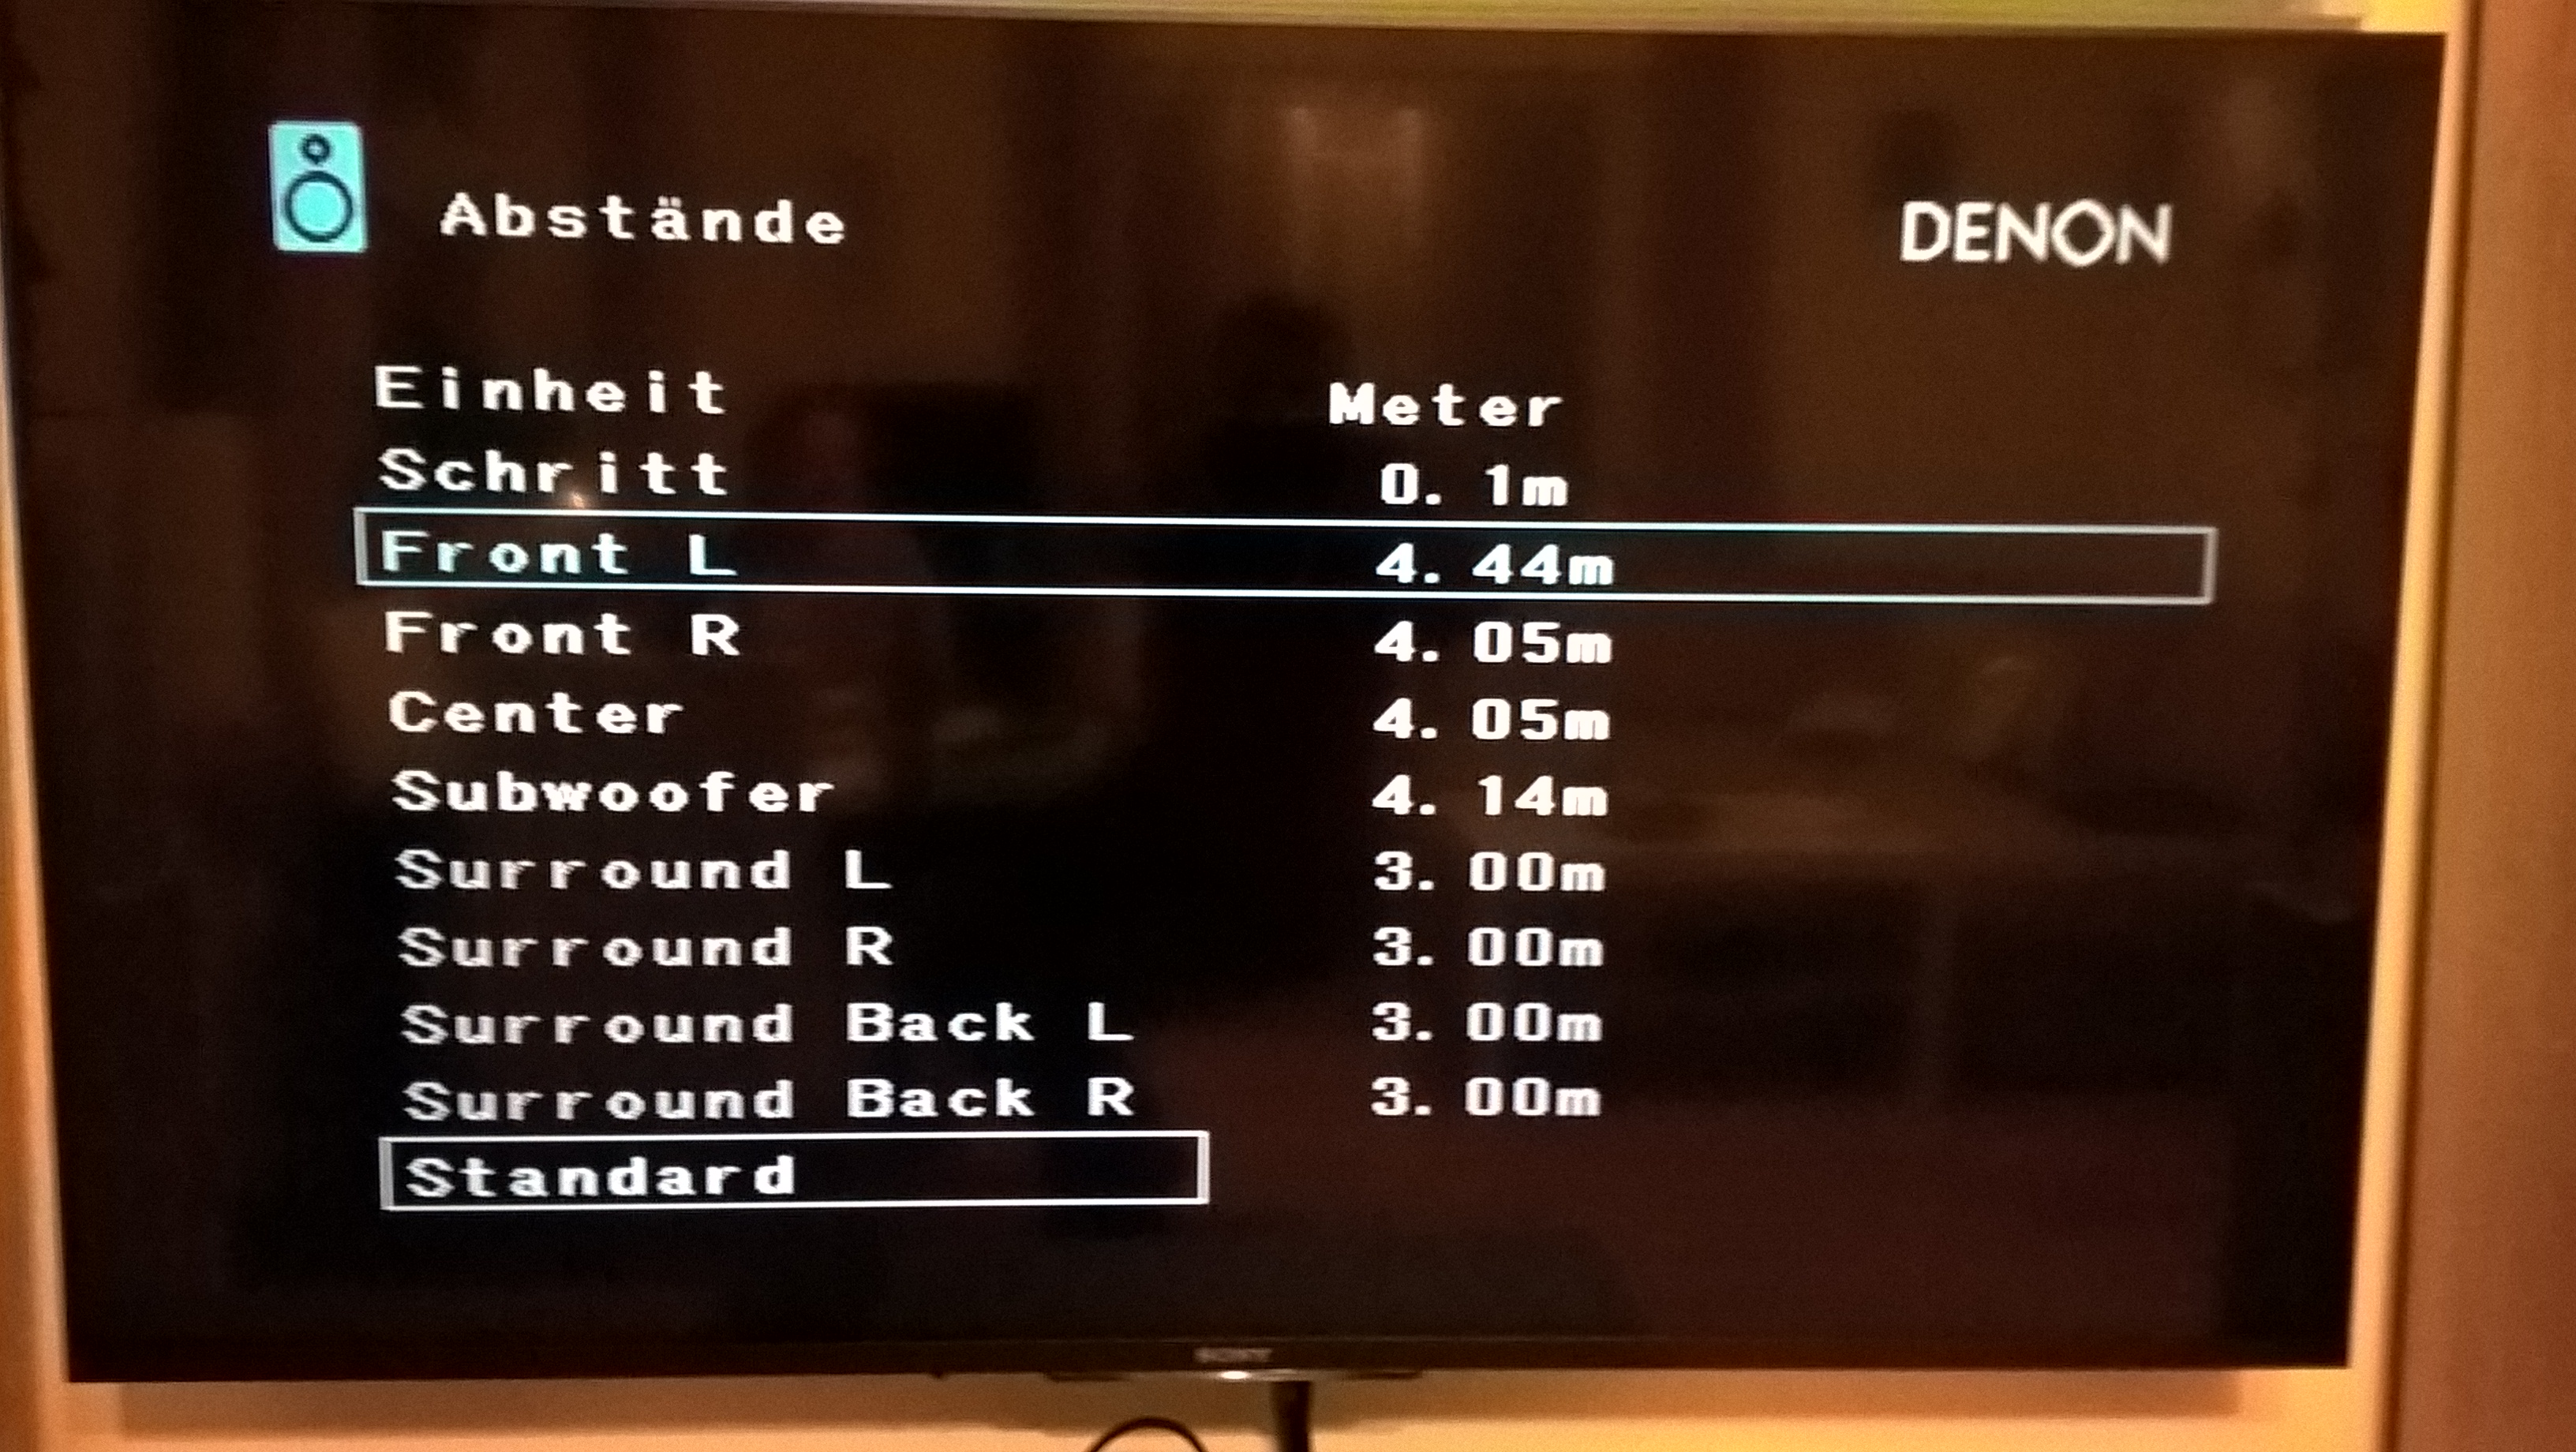 Abstände
DENON
Einheit Meter
Schritt 0. 1m
Front L 4. 44m
Front R 4. 05m
Center 4. 05m
Subwoofer 4. 14m
Surround L 3. 00m
Surround R 3. 00m
Surround Back L 3. 00m
Surround Back R 3. 00m
Standard
SONY